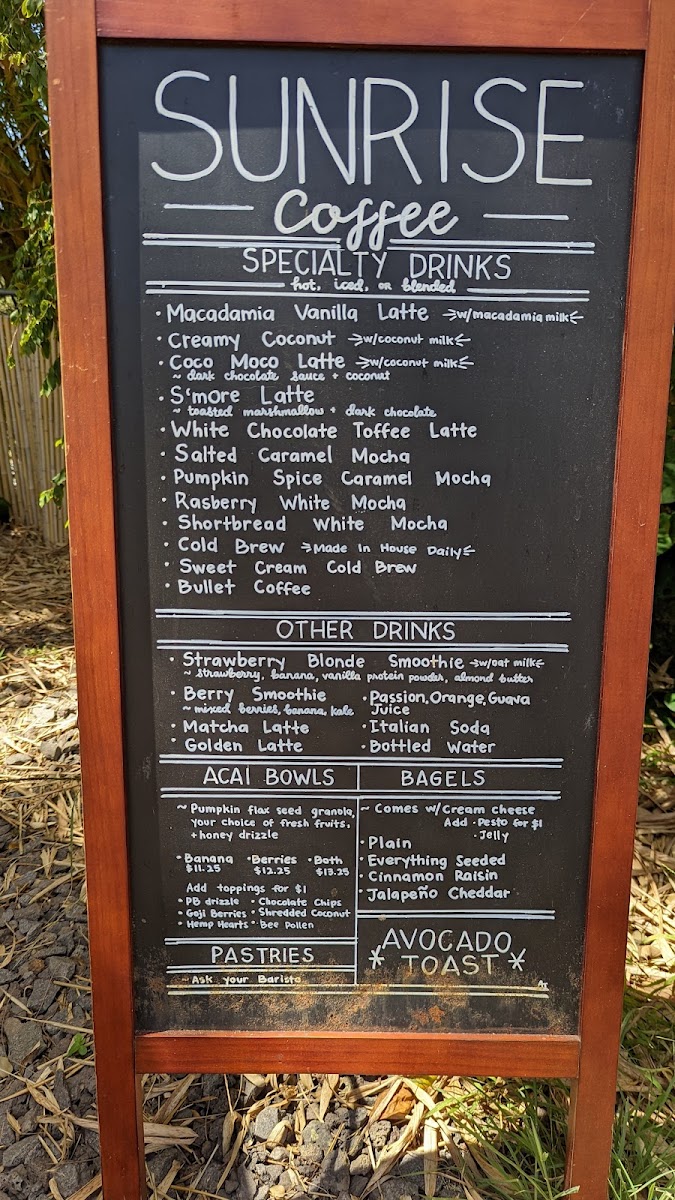 SUNRISE
Coffee
SPECIALTY DRINKS
hot, iced, or blended
· Macadamia Vanilla Latte w/macadamia milk
· Creamy Coconut w/coconut milk
· Coco Moco Latte w/coconut milk
~ dark chocolate sauce + coconut
· S'more Latte
~ toasted marshmallow + dark chocolate
· White Chocolate Toffee Latte
· Salted Caramel Mocha
· Pumpkin Spice Caramel Mocha
· Rasberry White Mocha
· Shortbread White Mocha
· Cold Brew Made In House Daily
· Sweet Cream Cold Brew
· Bullet Coffee
OTHER DRINKS
· Strawberry Blonde Smoothie w/oat milk
~ strawberry, banana, vanilla protein powder, almond butter
· Berry Smoothie
~ mixed berries, banana, kale
· Matcha Latte
· Golden Latte
· Passion, Orange, Guava
Juice
· Italian Soda
· Bottled Water
ACAI BOWLS
~ Pumpkin flax seed granola,
your choice of fresh fruits,
+ honey drizzle
· Banana · Berries · Both
$11.25 $12.25 $13.25
Add toppings for $1
· PB drizzle · Chocolate Chips
· Goji Berries · Shredded Coconut
· Hemp Hearts · Bee Pollen
PASTRIES
~ Ask your Barista
BAGELS
~ Comes w/Cream cheese
Add · Pesto for $1
· Jelly
· Plain
· Everything Seeded
· Cinnamon Raisin
· Jalapeño Cheddar
* AVOCADO
TOAST *